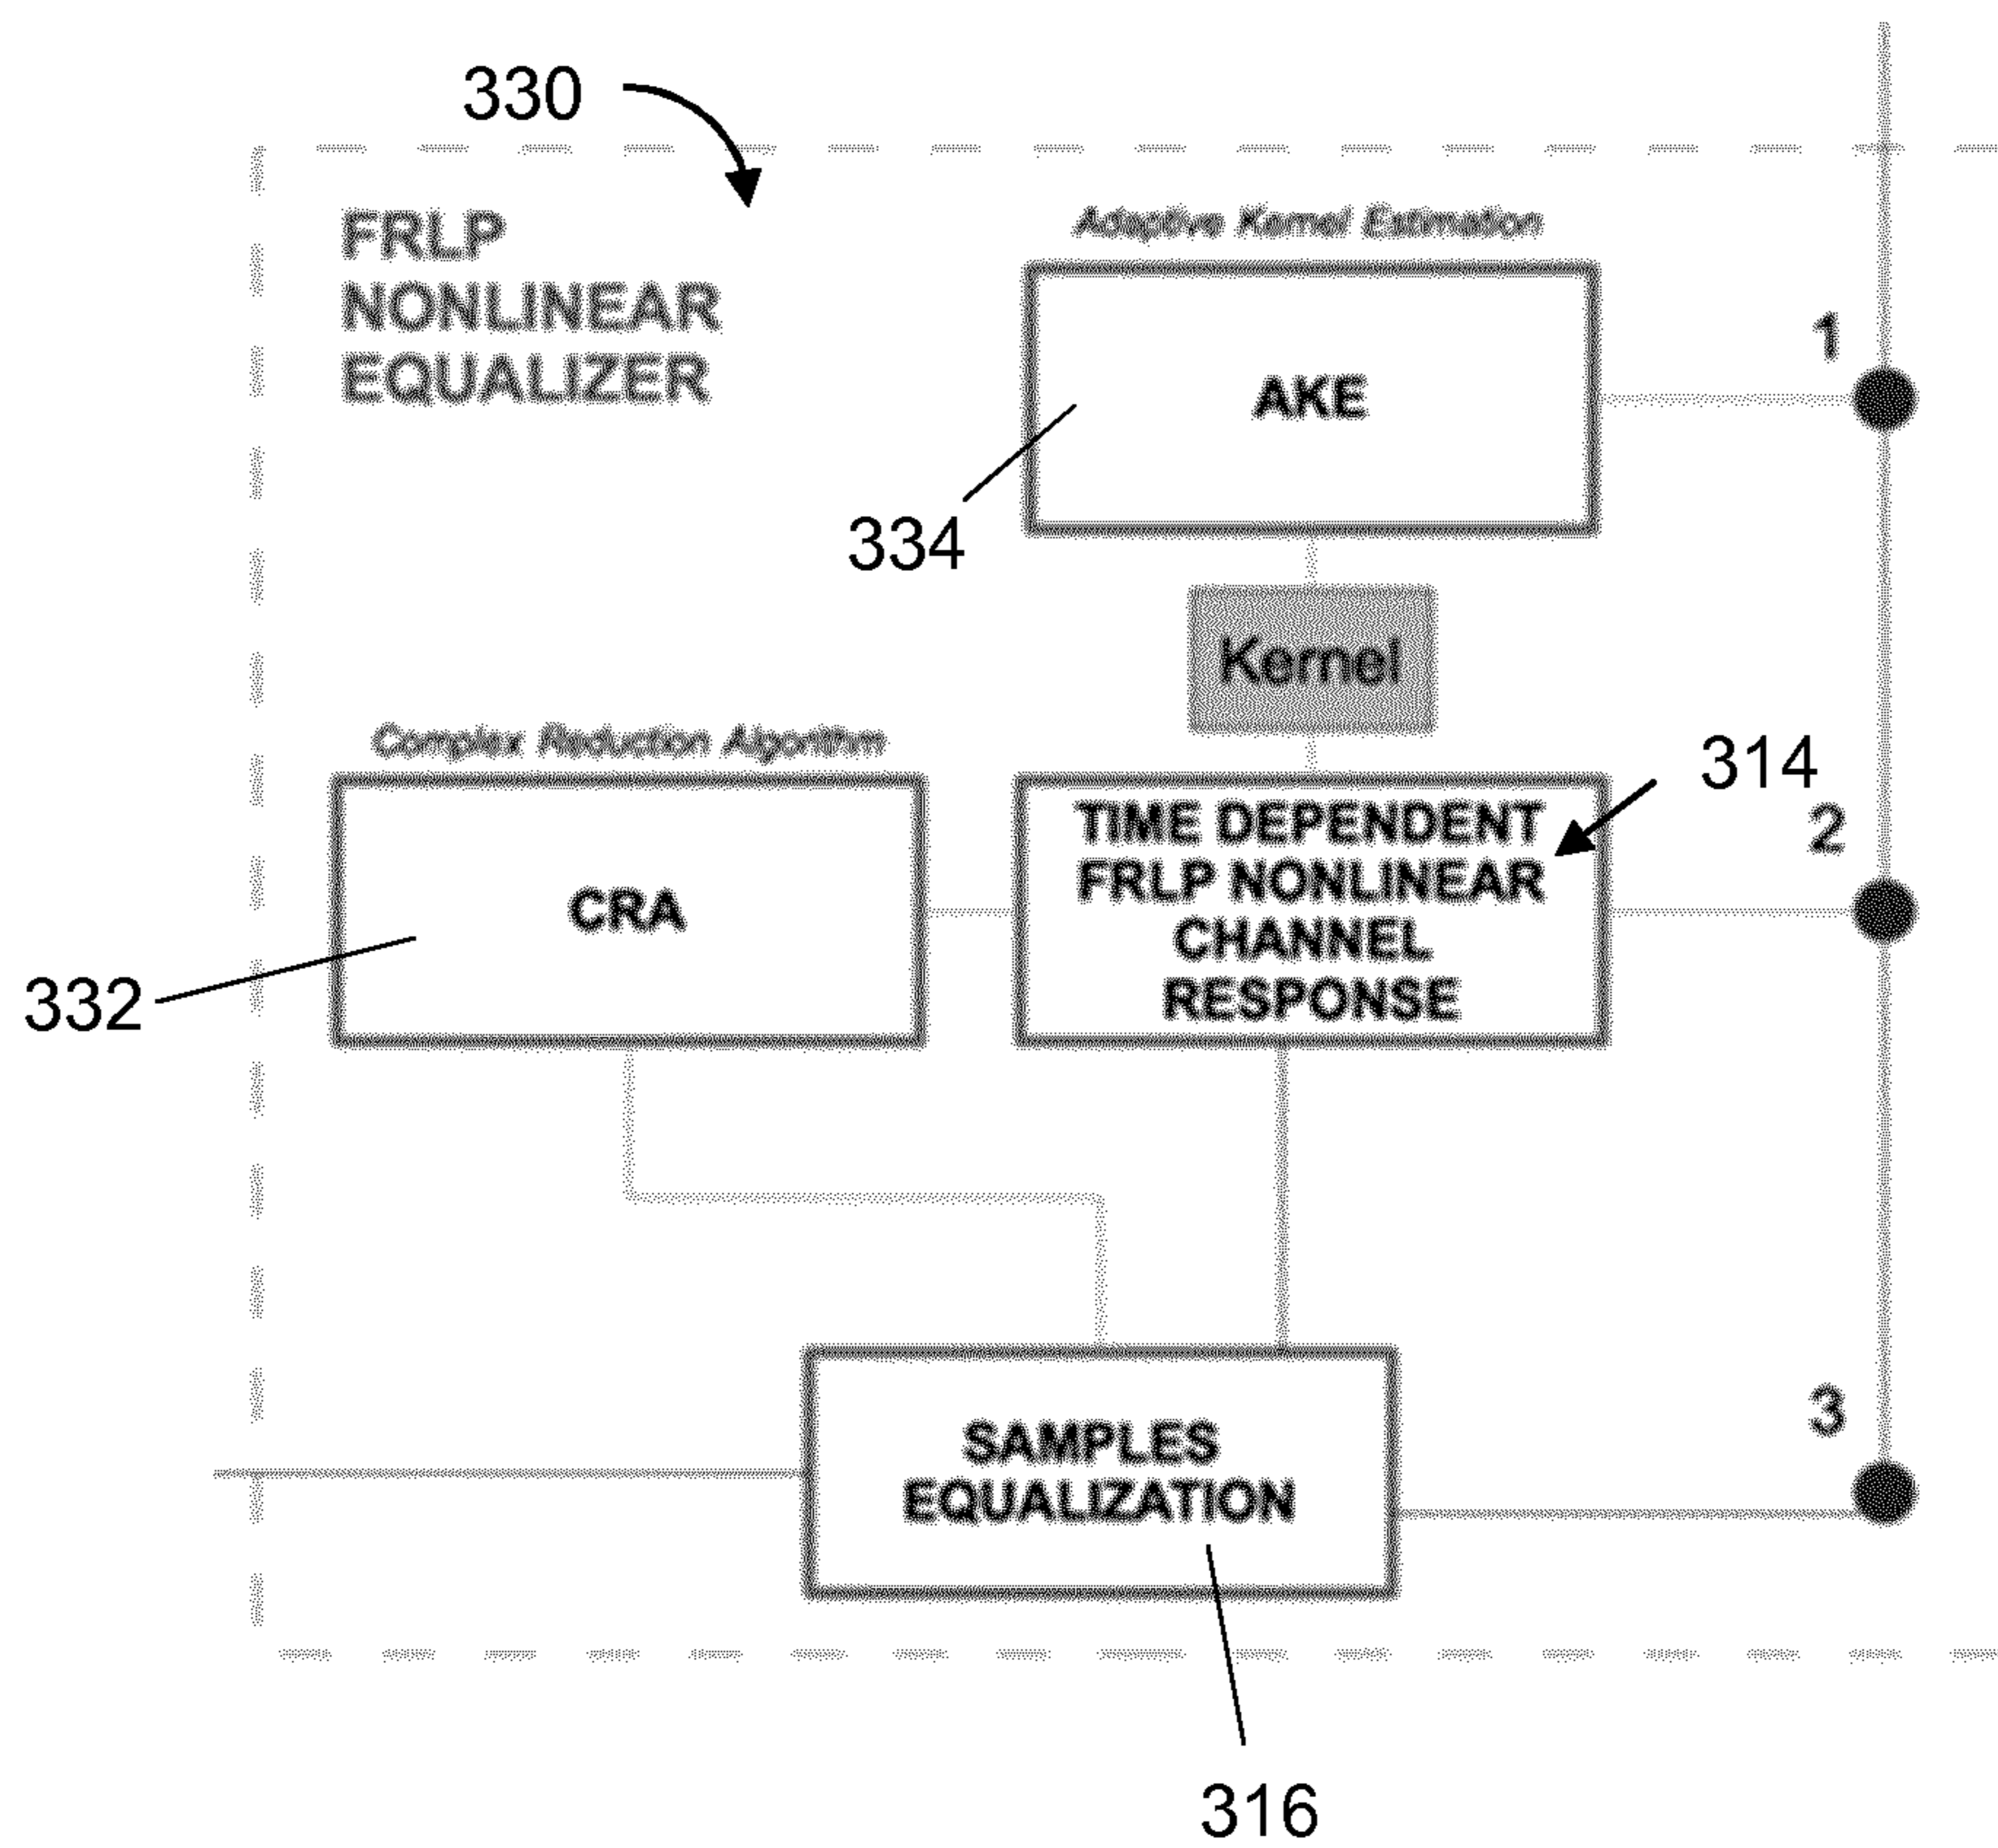 330
FRLP
NONLINEAR
EQUALIZER
Adaptive Kernel Estimation
AKE
1
334
Kernel
Complex Reduction Algorithm
CRA
332
TIME DEPENDENT
FRLP NONLINEAR
CHANNEL
RESPONSE
314
2
SAMPLES
EQUALIZATION
3
316